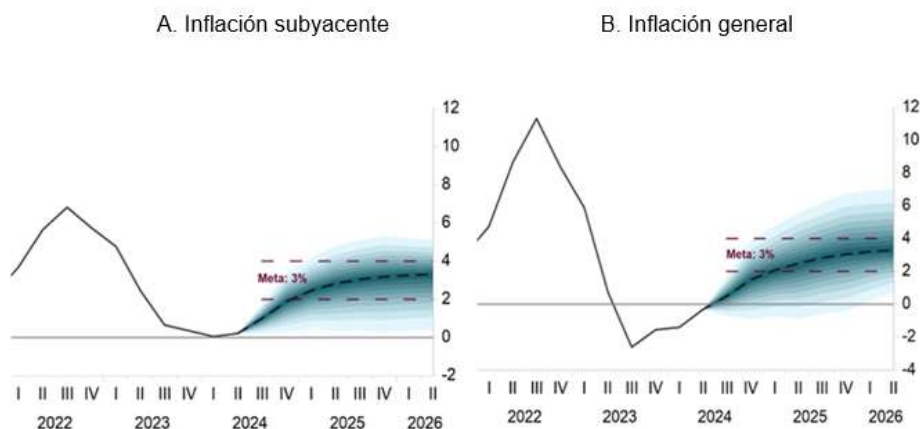 A. Inflación subyacente
12
10
8
6
4
2
0
-2
Meta: 3%
I II III IV I II III IV I II III IV I II III IV I II
2022 2023 2024 2025 2026
B. Inflación general
12
10
8
6
4
2
0
-2
-4
Meta: 3%
I II III IV I II III IV I II III IV I II III IV I II
2022 2023 2024 2025 2026